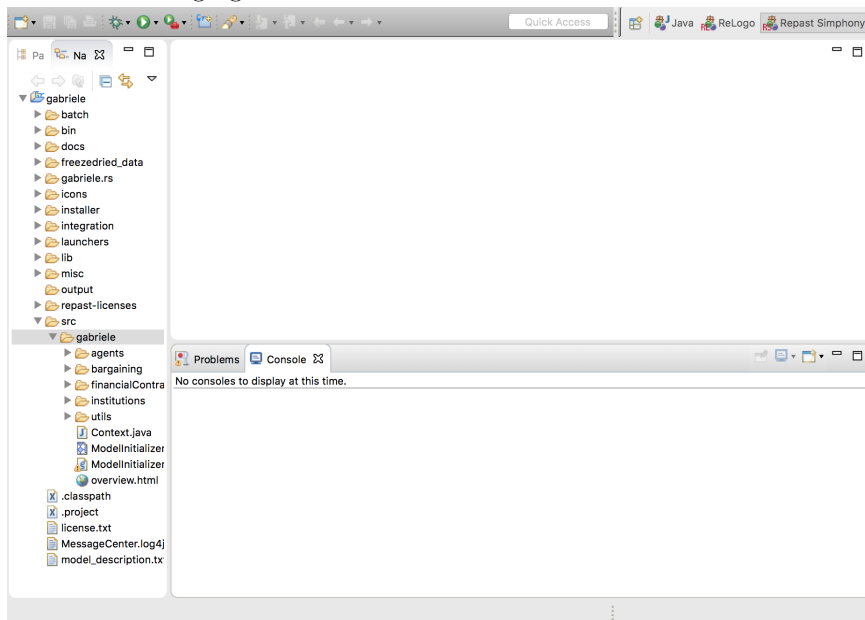 Quick Access
Java
ReLogo
Repast Simphony
Pa
Na
gabriele
batch
bin
docs
freezedried_data
gabriele.rs
icons
installer
integration
launchers
lib
misc
output
repast-licenses
src
gabriele
agents
bargaining
financialContra
institutions
utils
Context.java
ModelInitializer
ModelInitializer
overview.html
.classpath
.project
license.txt
MessageCenter.log4j
model_description.tx
Problems
Console
No consoles to display at this time.